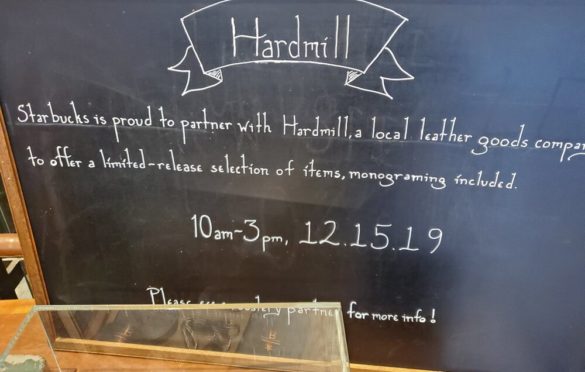 Hardmill
Starbucks is proud to partner with Hardmill, a local leather goods compan
to offer a limited-release selection of items, monograming included.
10am-3pm, 12.15.19
Please partner for more info!